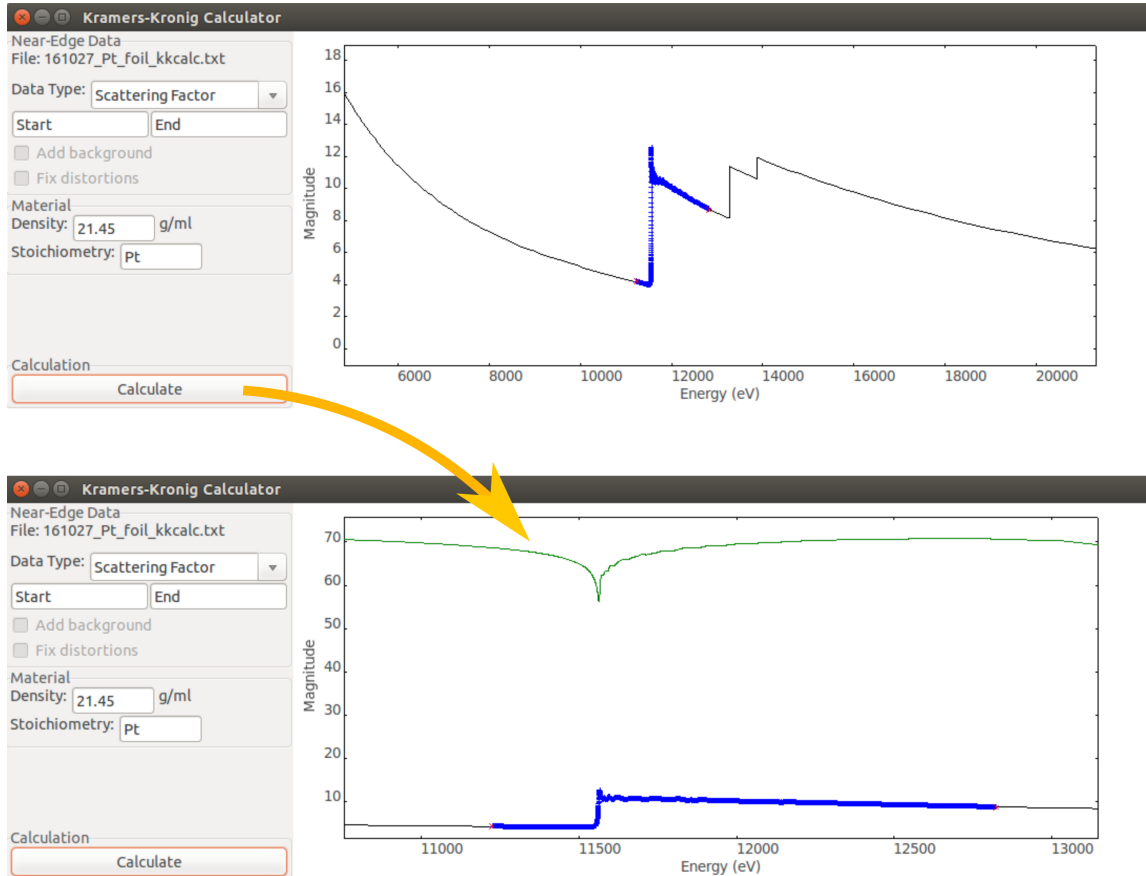 Kramers-Kronig Calculator
Near-Edge Data
File: 161027_Pt_foil_kkcalc.txt
Data Type: Scattering Factor
Start End
Add background
Fix distortions
Material
Density: 21.45 g/ml
Stoichiometry: Pt
Calculation
Calculate
Magnitude
18
16
14
12
10
8
6
4
2
0
6000 8000 10000 12000 14000 16000 18000 20000
Energy (eV)
Kramers-Kronig Calculator
Near-Edge Data
File: 161027_Pt_foil_kkcalc.txt
Data Type: Scattering Factor
Start End
Add background
Fix distortions
Material
Density: 21.45 g/ml
Stoichiometry: Pt
Calculation
Calculate
Magnitude
70
60
50
40
30
20
10
11000 11500 12000 12500 13000
Energy (eV)